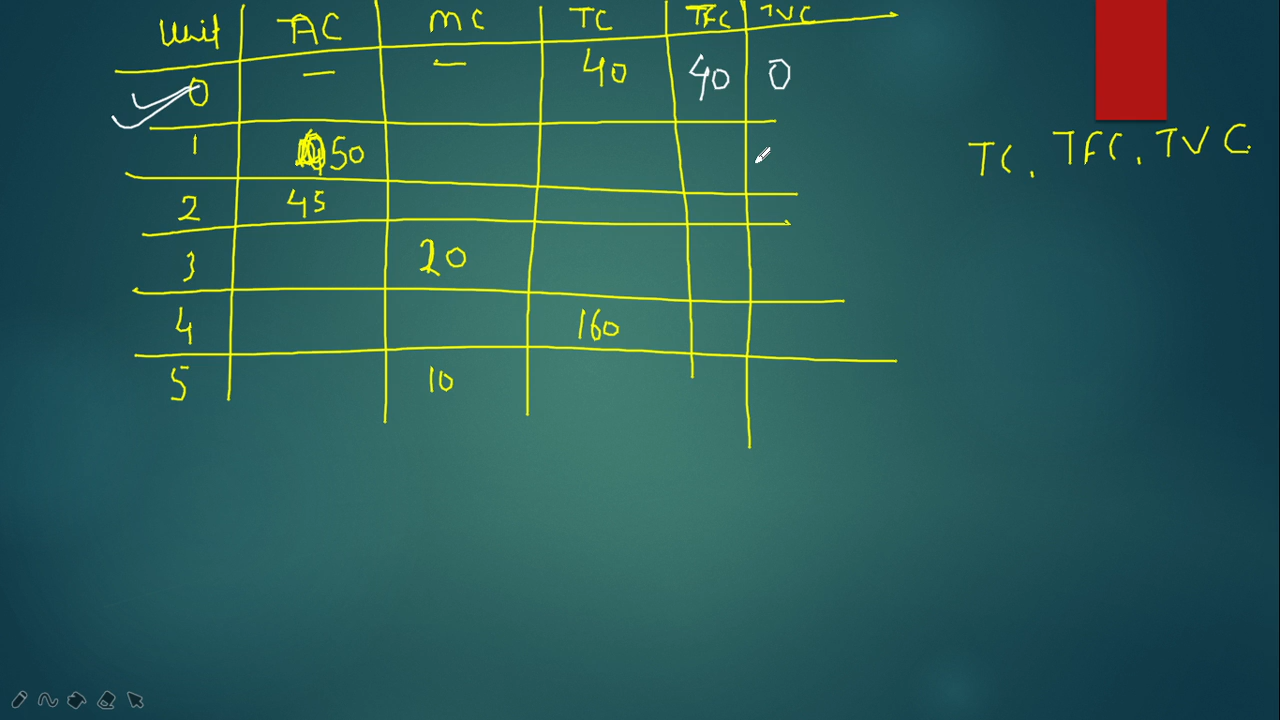 Unit AC MC TC TFC TVC
0 — — 40 40 0
1 50
2 45
3 20
4 160
5 10
TC, TFC, TVC.